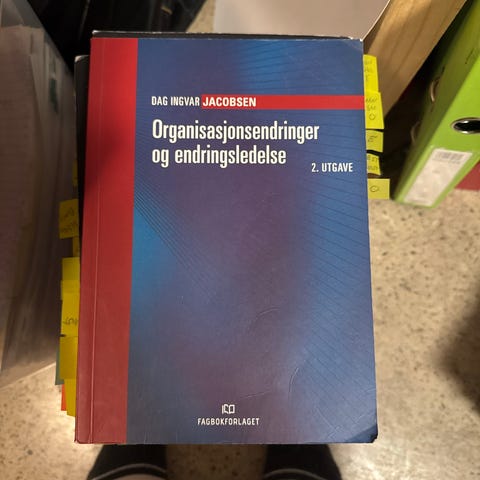 DAG INGVAR JACOBSEN
Organisasjonsendringer
og endringsledelse
2. UTGAVE
FAGBOKFORLAGET